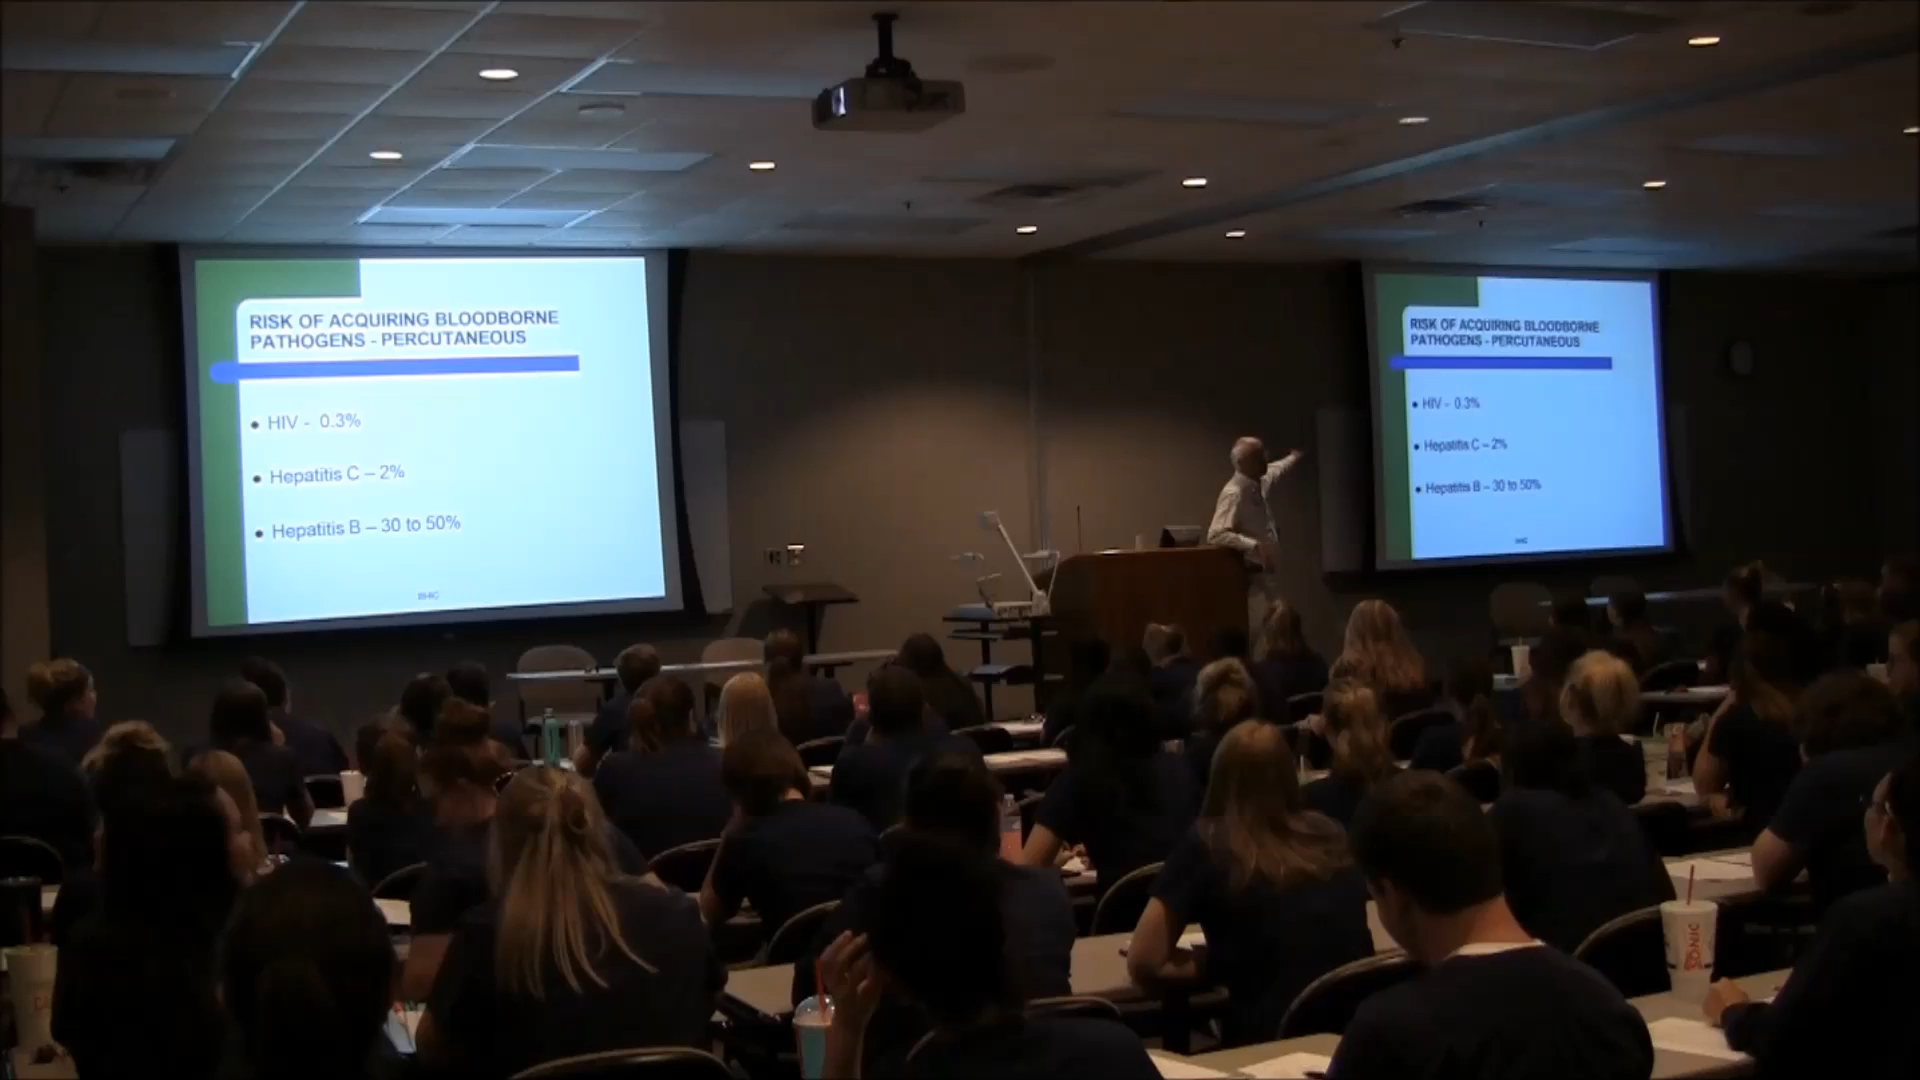 RISK OF ACQUIRING BLOODBORNE
PATHOGENS - PERCUTANEOUS
• HIV - 0.3%
• Hepatitis C – 2%
• Hepatitis B – 30 to 50%
RISK OF ACQUIRING BLOODBORNE
PATHOGENS - PERCUTANEOUS
• HIV - 0.3%
• Hepatitis C – 2%
• Hepatitis B – 30 to 50%
SONIC